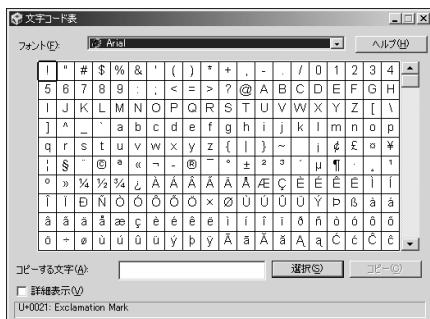 文字コード表
フォント(F): Arial ヘルプ(H)
! " # $ % & ' ( ) * + , - . / 0 1 2 3 4
5 6 7 8 9 : ; < = > ? @ A B C D E F G H
I J K L M N O P Q R S T U V W X Y Z [ \
] ^ _ ` a b c d e f g h i j k l m n o p
q r s t u v w x y z { | } ~ ¡ ¢ £ ¤ ¥
¦ § ¨ © ª « ¬ - ® ¯ ° ± ² ³ ´ µ ¶ · ¸ ¹
º » ¼ ½ ¾ ¿ À Á Â Ã Ä Å Æ Ç È É Ê Ë Ì Í
Î Ï Ð Ñ Ò Ó Ô Õ Ö × Ø Ù Ú Û Ü Ý Þ ß à á
â ã ä å æ ç è é ê ë ì í î ï ð ñ ò ó ô õ
ö ÷ ø ù ú û ü ý þ ÿ Ā ā Ă ă Ą ą Ć ć Ĉ ĉ
コピーする文字(A): 選択(S) コピー(C)
詳細表示(V)
U+0021: Exclamation Mark